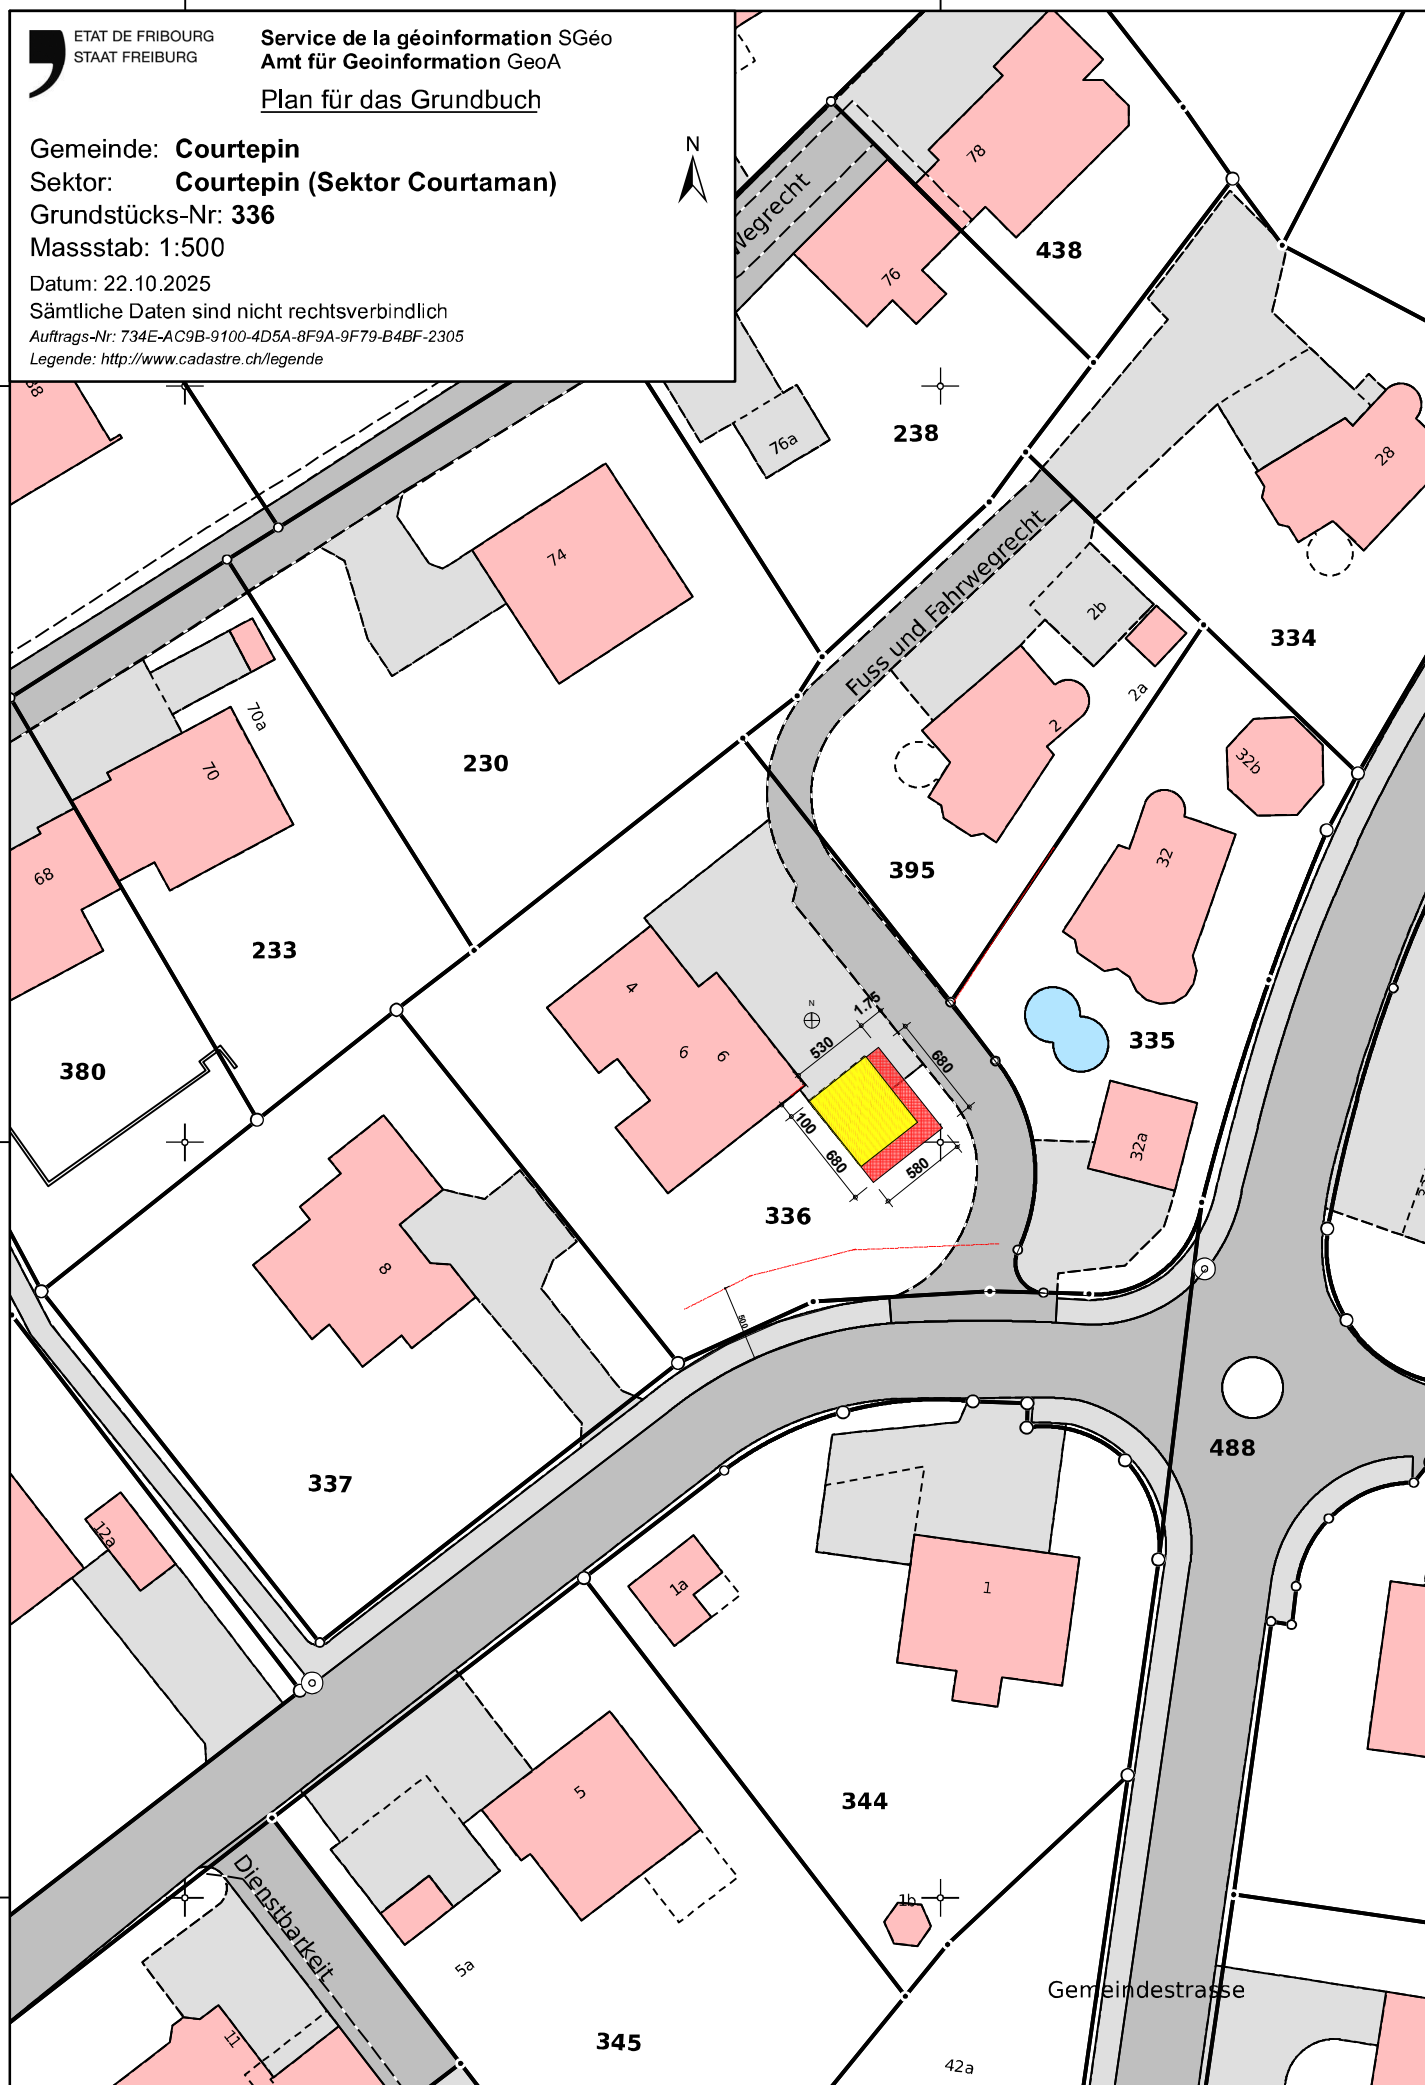 ETAT DE FRIBOURG
STAAT FREIBURG
Service de la géoinformation SGéo
Amt für Geoinformation GeoA
Plan für das Grundbuch
Gemeinde: Courtepin
Sektor: Courtepin (Sektor Courtaman)
Grundstücks-Nr: 336
Massstab: 1:500
Datum: 22.10.2025
Sämtliche Daten sind nicht rechtsverbindlich
Auftrags-Nr: 734E-AC9B-9100-4D5A-8F9A-9F79-B4BF-2305
Legende: http://www.cadastre.ch/legende
N
78
Wegrecht
438
76
76a
238
28
74
Fuss und Fahrwegrecht
2b
334
2a
70a
2
230
70
32b
32
68
395
233
4
1.75
N
335
530
680
380
6
6
100
680
580
32a
336
8
500
488
337
12a
1a
1
5
344
Dienstbarkeit
1b
5a
Gemeindestrasse
11
345
42a